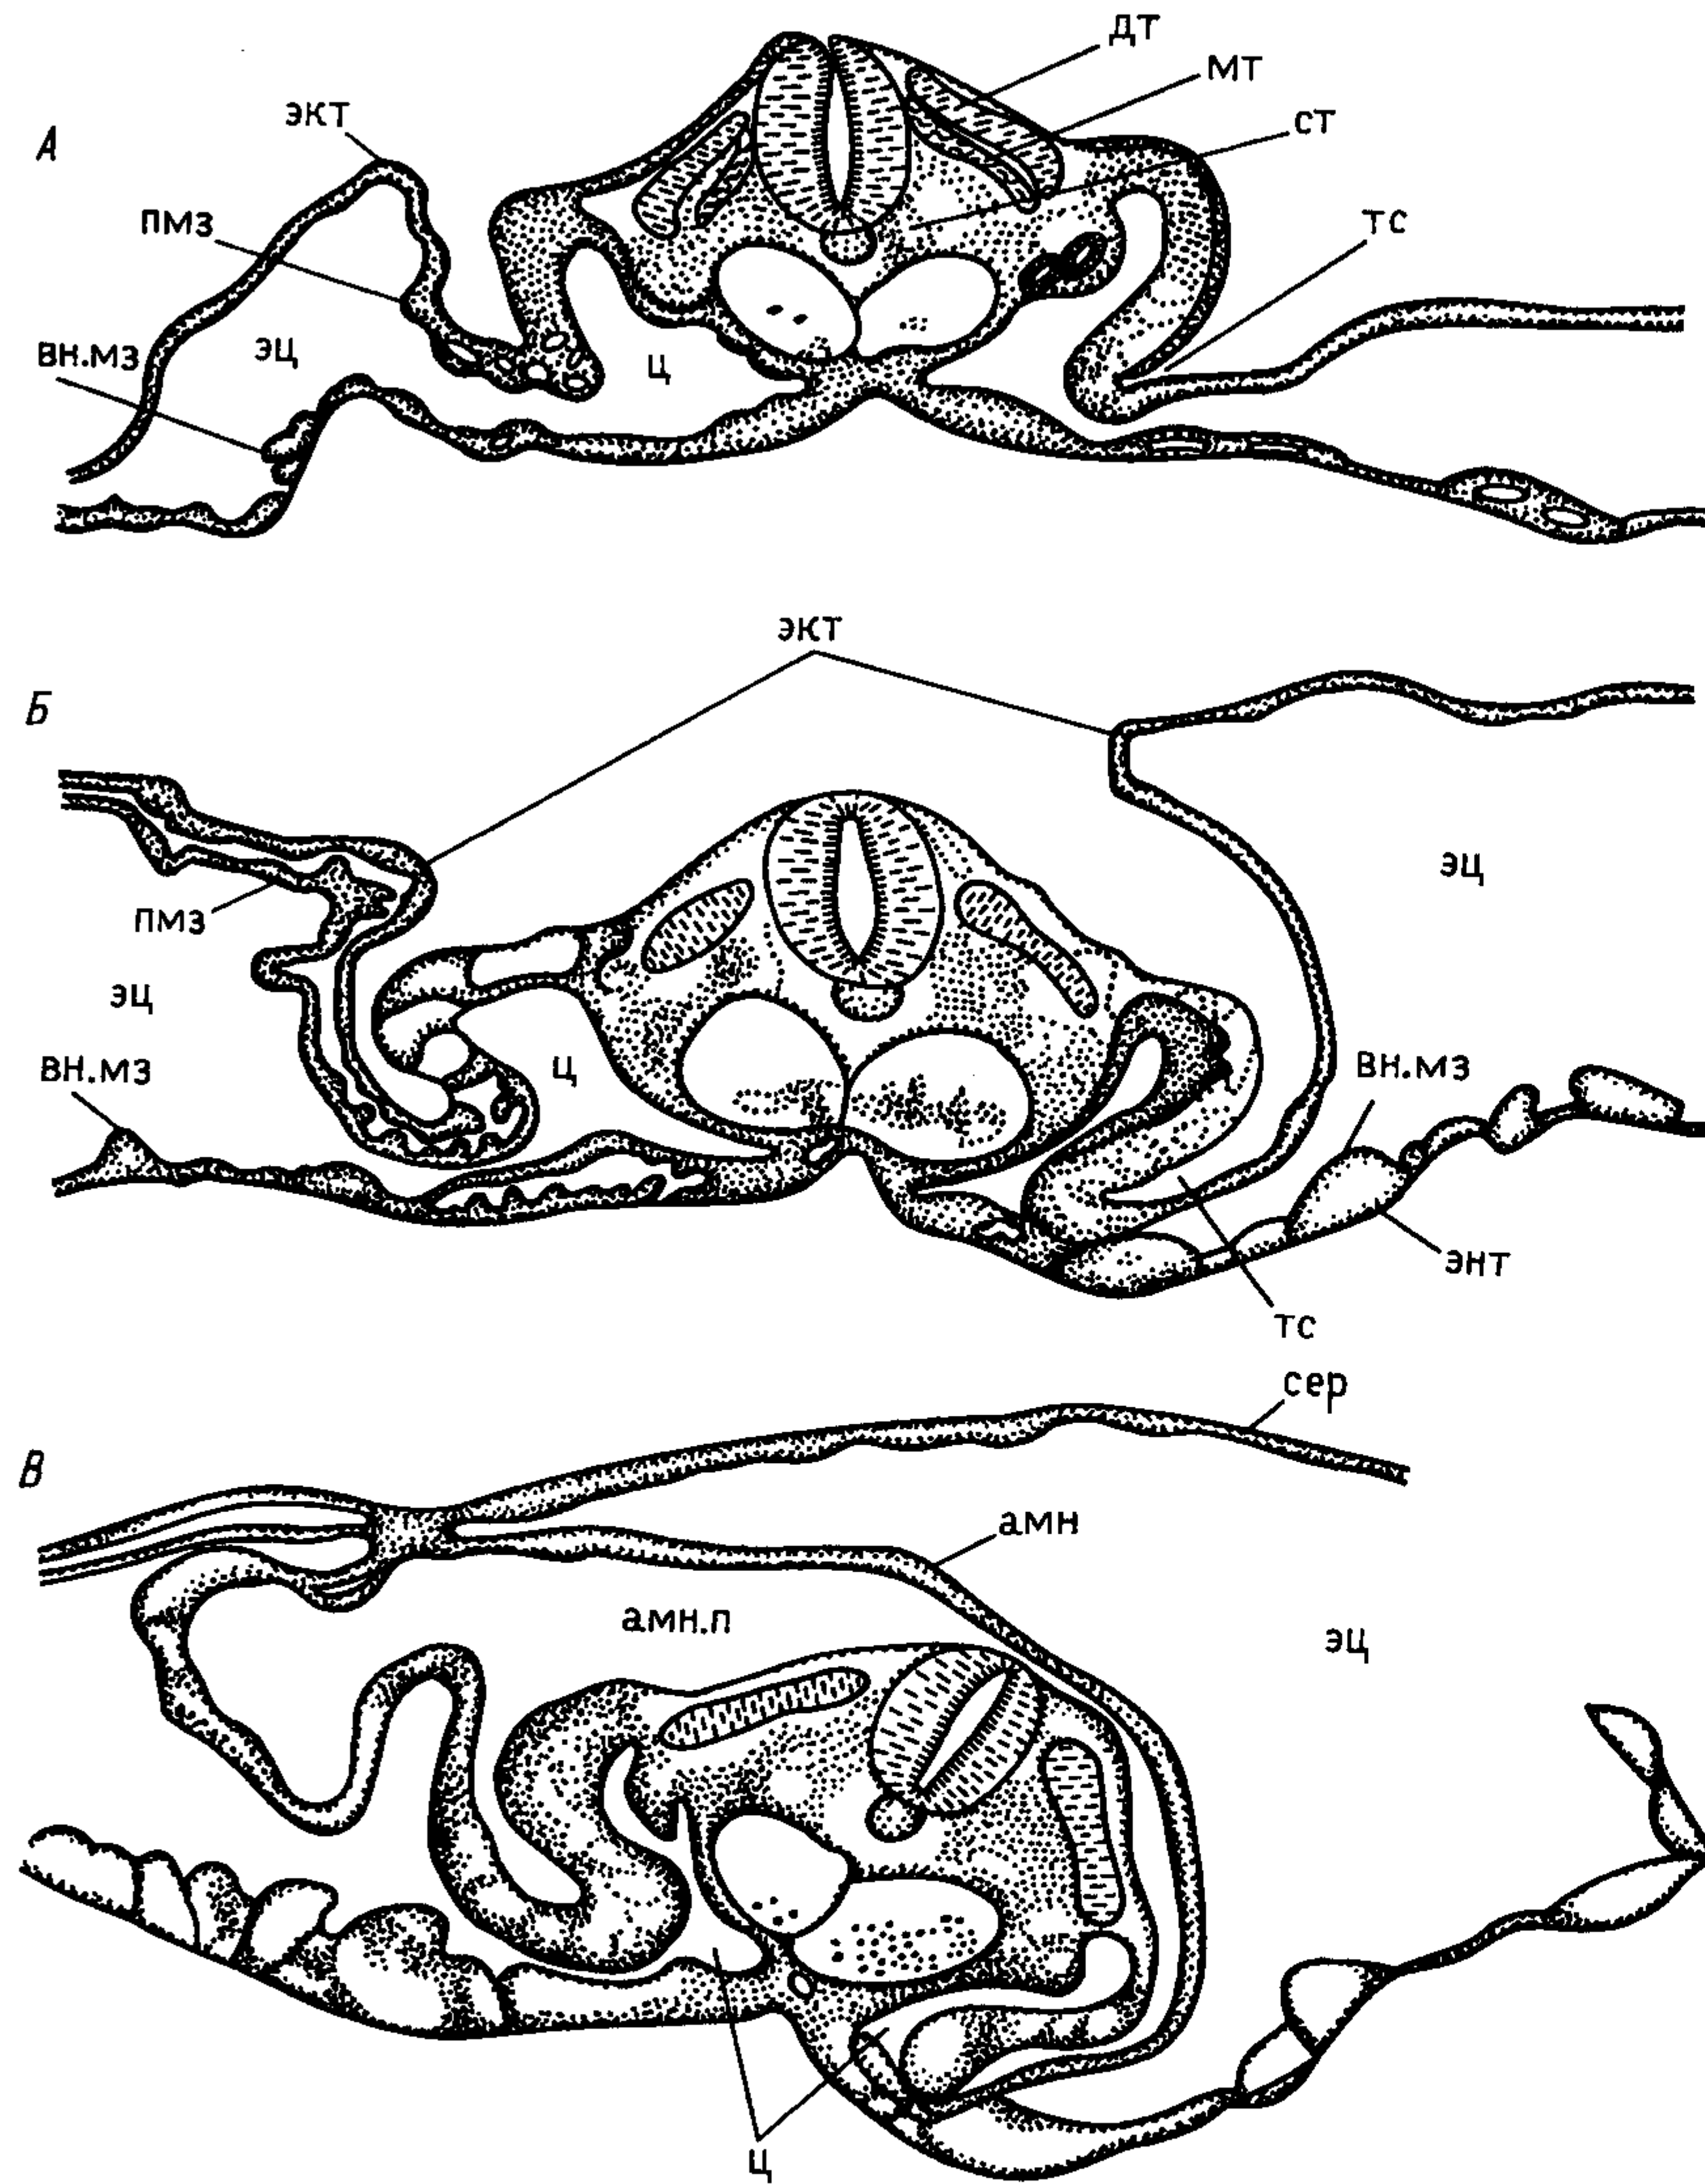 ДТ
МТ
СТ
ЭКТ
А
ПМЗ
ТС
ВН.МЗ
ЭЦ
Ц
ЭКТ
Б
ЭЦ
ПМЗ
ЭЦ
ВН.МЗ
Ц
ВН.МЗ
ЭНТ
ТС
сер
В
амн
амн.п
ЭЦ
Ц